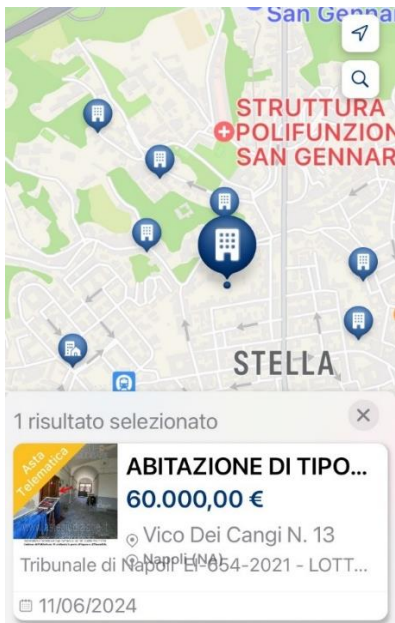 San Genna
STRUTTURA
POLIFUNZION
SAN GENNAR
STELLA
1 risultato selezionato
Asta
Telematica
ABITAZIONE DI TIPO...
60.000,00 €
Vico Dei Cangi N. 13
Napoli (NA)
Tribunale di Napoli EI-654-2021 - LOTT...
11/06/2024